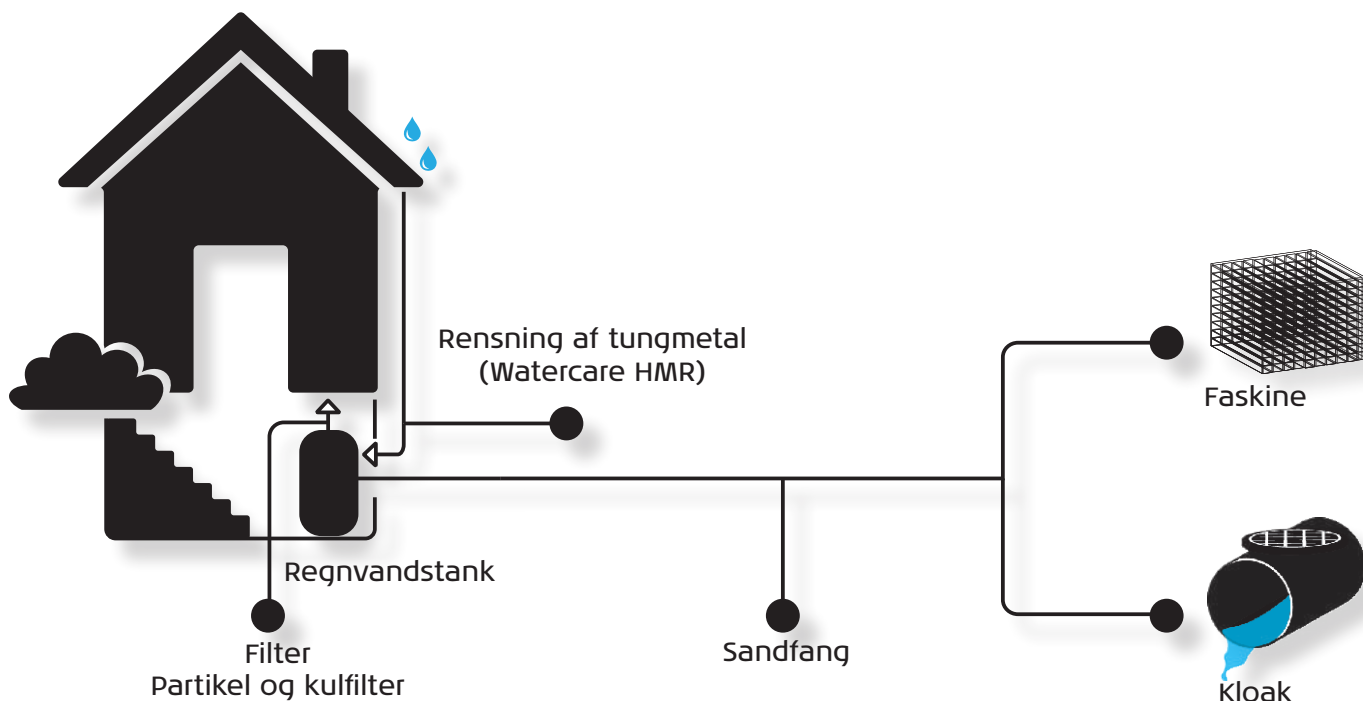 Rensning af tungmetal
(Watercare HMR)
Faskine
Regnvandstank
Filter
Partikel og kulfilter
Sandfang
Kloak